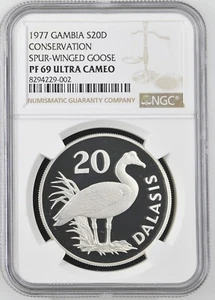 1977 GAMBIA S20D
CONSERVATION
SPUR-WINGED GOOSE
PF 69 ULTRA CAMEO
8294229-002
NGC
NUMISMATIC GUARANTY COMPANY
20
DALASIS